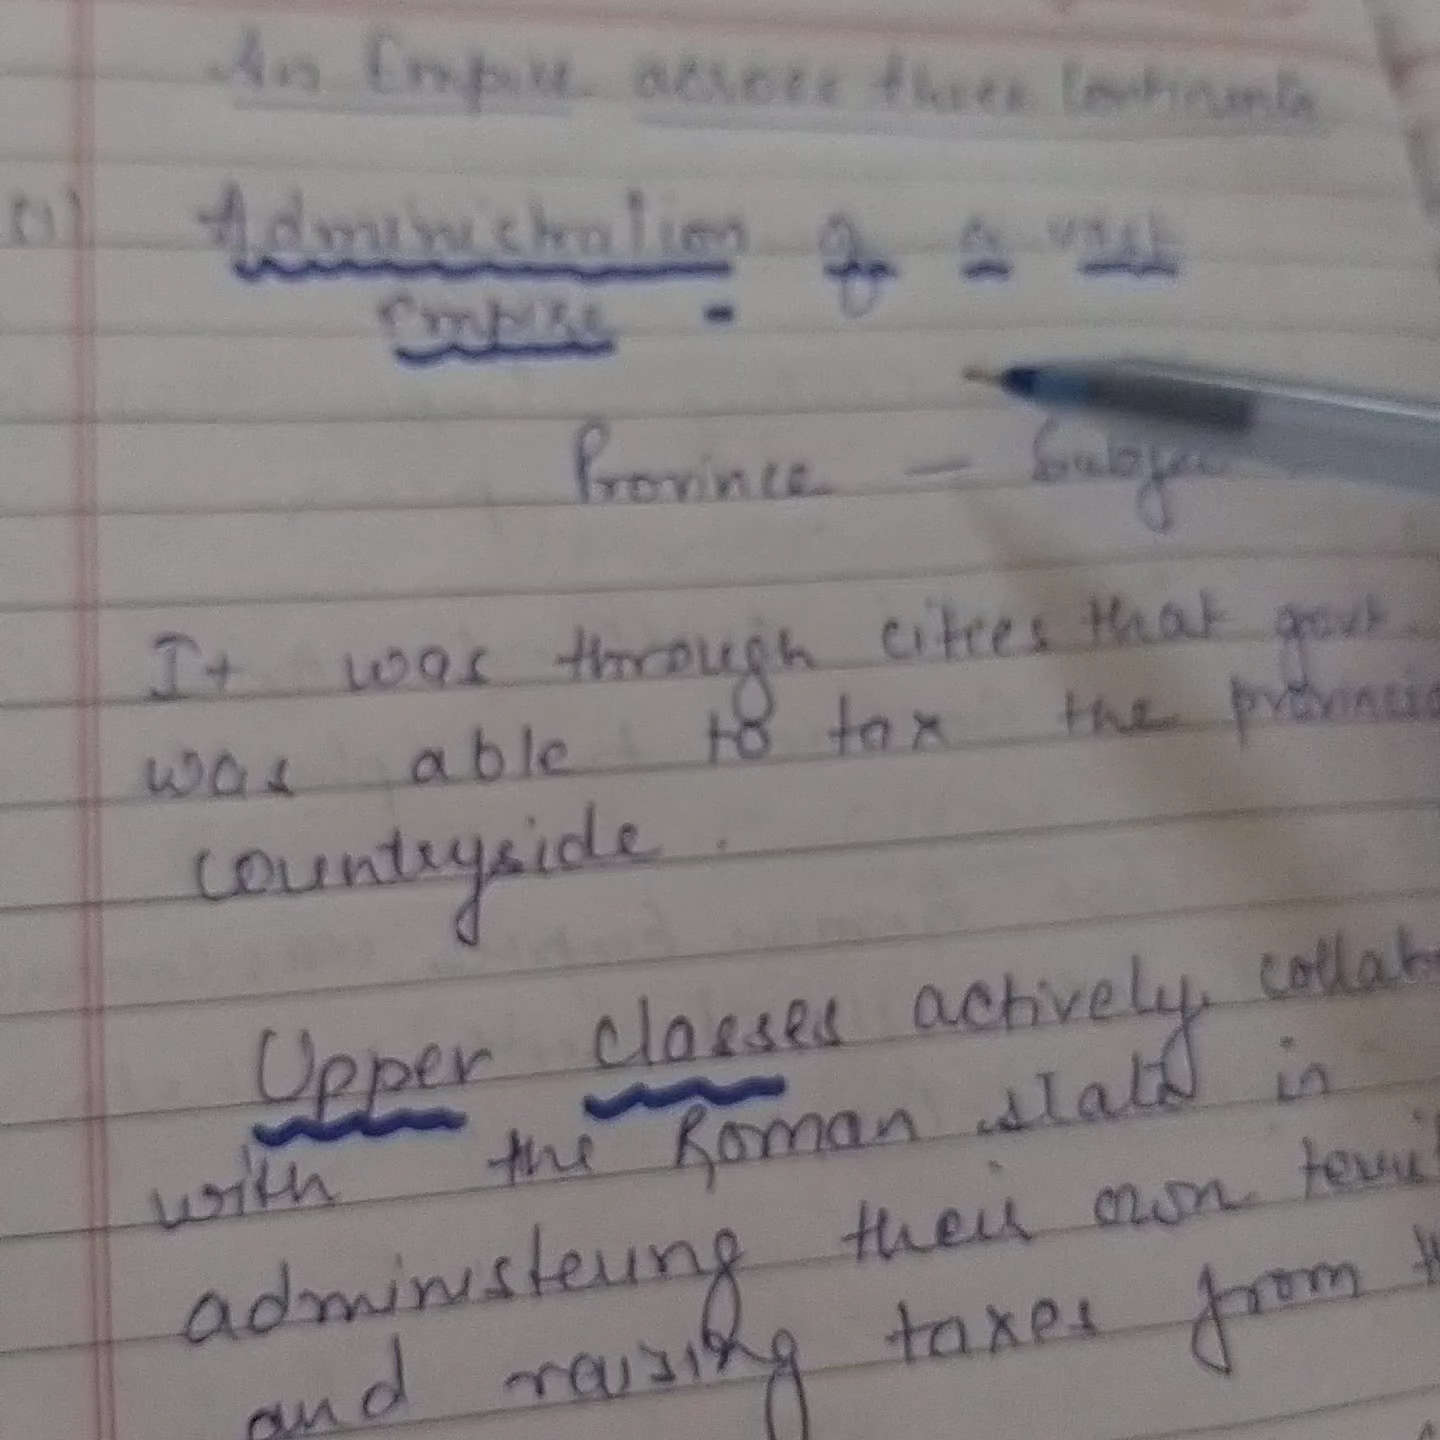 An Empire across three Continents
(1) Administration of a vast
Empire
Province —
It was through cities that govt.
was able to tax the
countryside.
Upper classes actively
with the Roman state in
administering their own
and raising taxes from